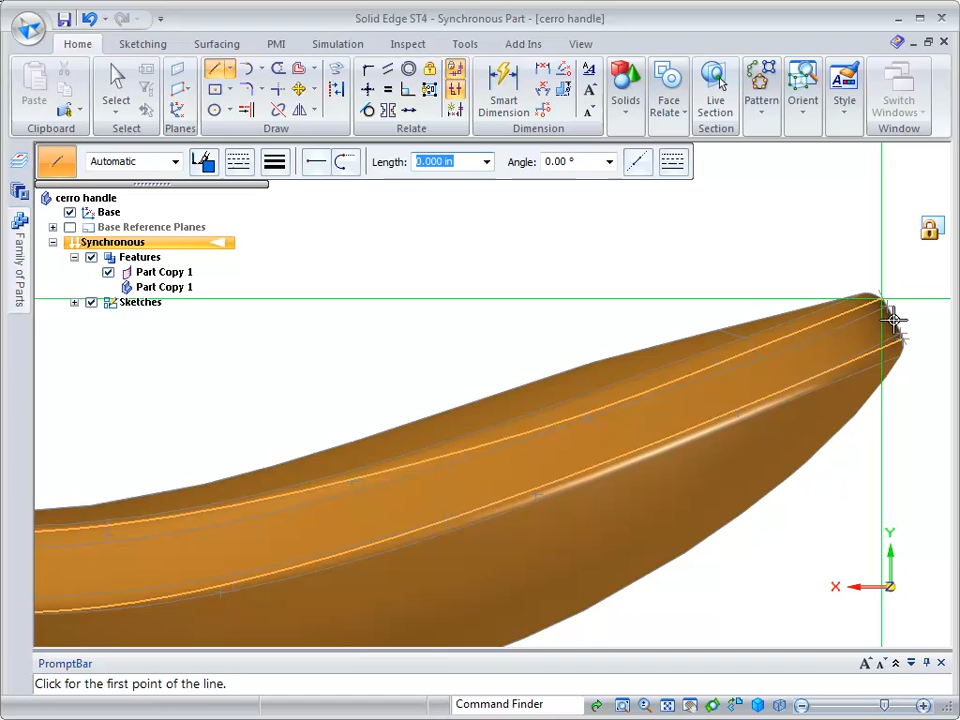 Solid Edge ST4 - Synchronous Part - [cerro handle]
Home Sketching Surfacing PMI Simulation Inspect Tools Add Ins View
Paste
Select
Smart Dimension
Solids
Face Relate
Live Section
Pattern
Orient
Style
Switch Windows
Clipboard Select Planes Draw Relate Dimension Section Window
Automatic Length: 0.000 in Angle: 0.00 °
cerro handle
Base
Base Reference Planes
Synchronous
Features
Part Copy 1
Part Copy 1
Sketches
Family of Parts
Y
X
Z
PromptBar
Click for the first point of the line.
Command Finder